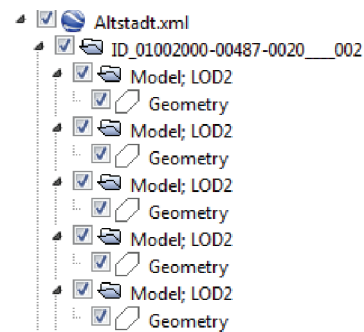 Altstadt.xml
ID_01002000-00487-0020___002
Model; LOD2
Geometry
Model; LOD2
Geometry
Model; LOD2
Geometry
Model; LOD2
Geometry
Model; LOD2
Geometry